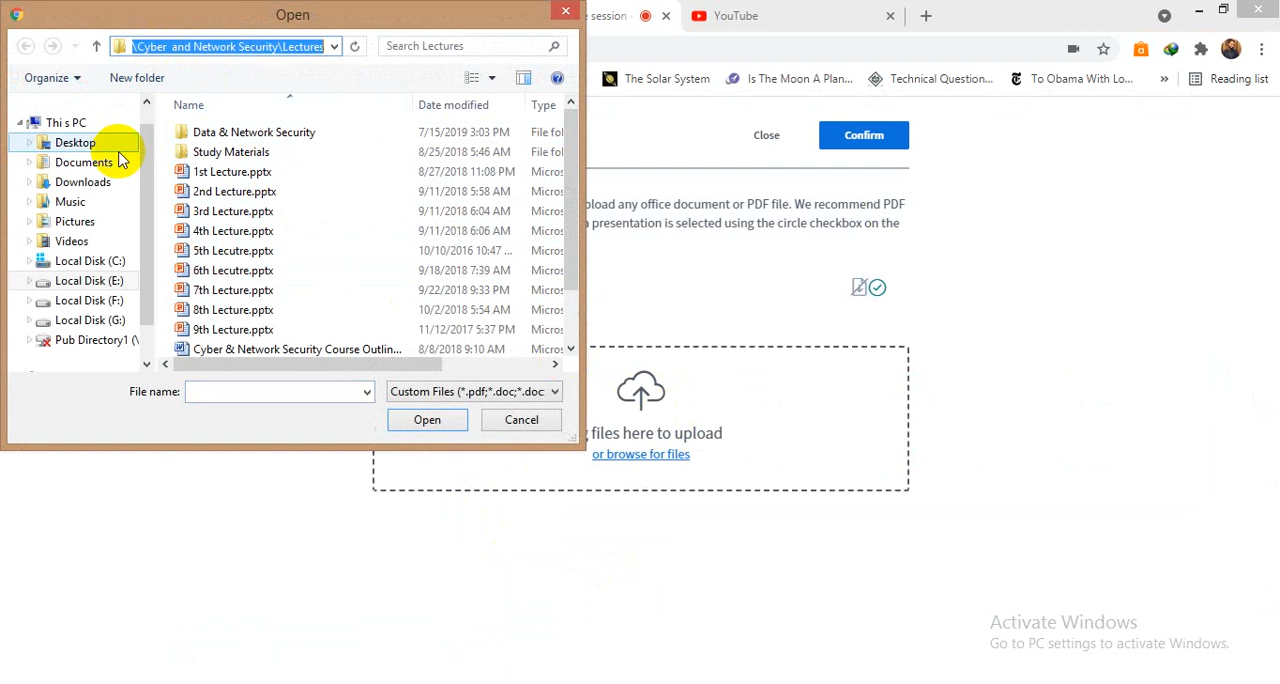 Open
\Cyber and Network Security\Lectures
Search Lectures
Organize
New folder
Name
Date modified
Type
This PC
Desktop
Documents
Downloads
Music
Pictures
Videos
Local Disk (C:)
Local Disk (E:)
Local Disk (F:)
Local Disk (G:)
Pub Directory1 (\
Data & Network Security 7/15/2019 3:03 PM File fol
Study Materials 8/25/2018 5:46 AM File fol
1st Lecture.pptx 8/27/2018 11:08 PM Micros
2nd Lecture.pptx 9/11/2018 5:58 AM Micros
3rd Lecture.pptx 9/11/2018 6:04 AM Micros
4th Lecture.pptx 9/11/2018 6:06 AM Micros
5th Lecutre.pptx 10/10/2016 10:47 ... Micros
6th Lecutre.pptx 9/18/2018 7:39 AM Micros
7th Lecture.pptx 9/22/2018 9:33 PM Micros
8th Lecture.pptx 10/2/2018 5:54 AM Micros
9th Lecture.pptx 11/12/2017 5:37 PM Micros
Cyber & Network Security Course Outlin... 8/8/2018 9:10 AM Micros
File name:
Custom Files (*.pdf;*.doc;*.doc
Open
Cancel
session
YouTube
The Solar System
Is The Moon A Plan...
Technical Question...
To Obama With Lo...
»
Reading list
Close
Confirm
pload any office document or PDF file. We recommend PDF
presentation is selected using the circle checkbox on the
files here to upload
or browse for files
Activate Windows
Go to PC settings to activate Windows.